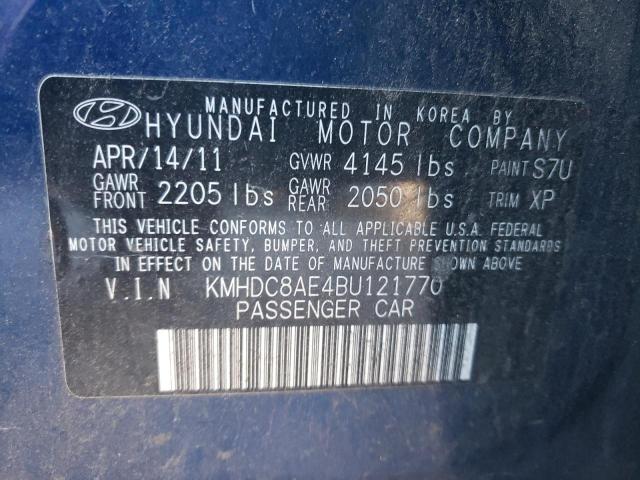 MANUFACTURED IN KOREA BY
HYUNDAI MOTOR COMPANY
APR/14/11 GVWR 4145 lbs PAINT S7U
GAWR FRONT 2205 lbs GAWR REAR 2050 lbs TRIM XP
THIS VEHICLE CONFORMS TO ALL APPLICABLE U.S.A. FEDERAL
MOTOR VEHICLE SAFETY, BUMPER, AND THEFT PREVENTION STANDARDS
IN EFFECT ON THE DATE OF MANUFACTURE SHOWN ABOVE
V.I.N KMHDC8AE4BU121770
PASSENGER CAR